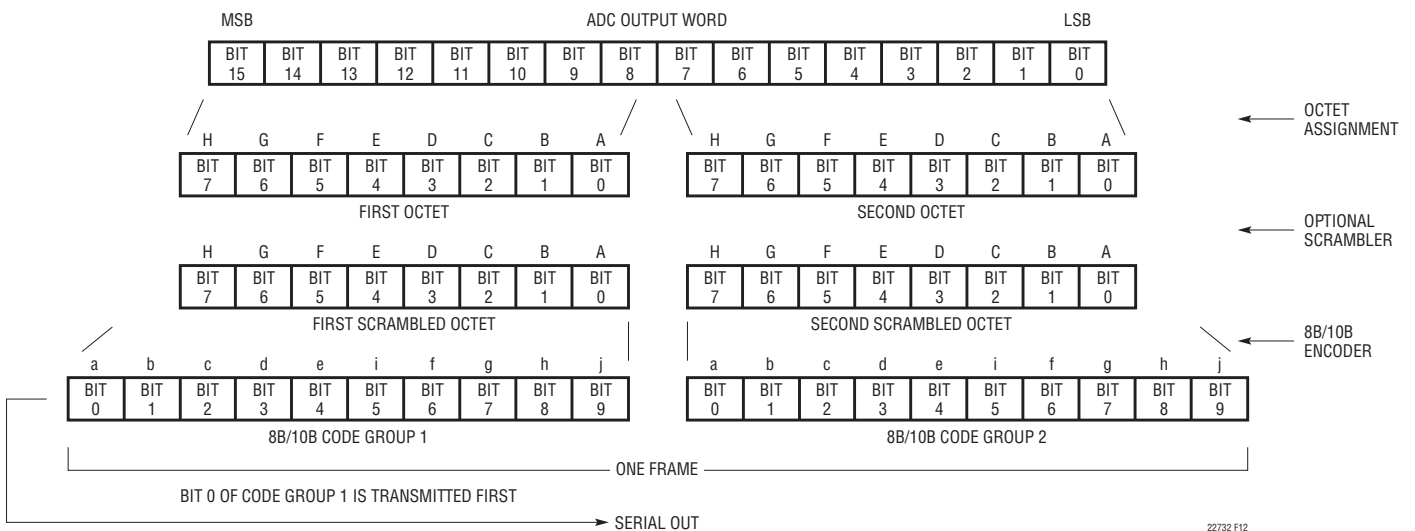 MSB ADC OUTPUT WORD LSB
BIT 15 BIT 14 BIT 13 BIT 12 BIT 11 BIT 10 BIT 9 BIT 8 BIT 7 BIT 6 BIT 5 BIT 4 BIT 3 BIT 2 BIT 1 BIT 0
OCTET ASSIGNMENT
H G F E D C B A H G F E D C B A
BIT 7 BIT 6 BIT 5 BIT 4 BIT 3 BIT 2 BIT 1 BIT 0 BIT 7 BIT 6 BIT 5 BIT 4 BIT 3 BIT 2 BIT 1 BIT 0
FIRST OCTET SECOND OCTET
OPTIONAL SCRAMBLER
H G F E D C B A H G F E D C B A
BIT 7 BIT 6 BIT 5 BIT 4 BIT 3 BIT 2 BIT 1 BIT 0 BIT 7 BIT 6 BIT 5 BIT 4 BIT 3 BIT 2 BIT 1 BIT 0
FIRST SCRAMBLED OCTET SECOND SCRAMBLED OCTET
8B/10B ENCODER
a b c d e i f g h j a b c d e i f g h j
BIT 0 BIT 1 BIT 2 BIT 3 BIT 4 BIT 5 BIT 6 BIT 7 BIT 8 BIT 9 BIT 0 BIT 1 BIT 2 BIT 3 BIT 4 BIT 5 BIT 6 BIT 7 BIT 8 BIT 9
8B/10B CODE GROUP 1 8B/10B CODE GROUP 2
ONE FRAME
BIT 0 OF CODE GROUP 1 IS TRANSMITTED FIRST
SERIAL OUT
22732 F12